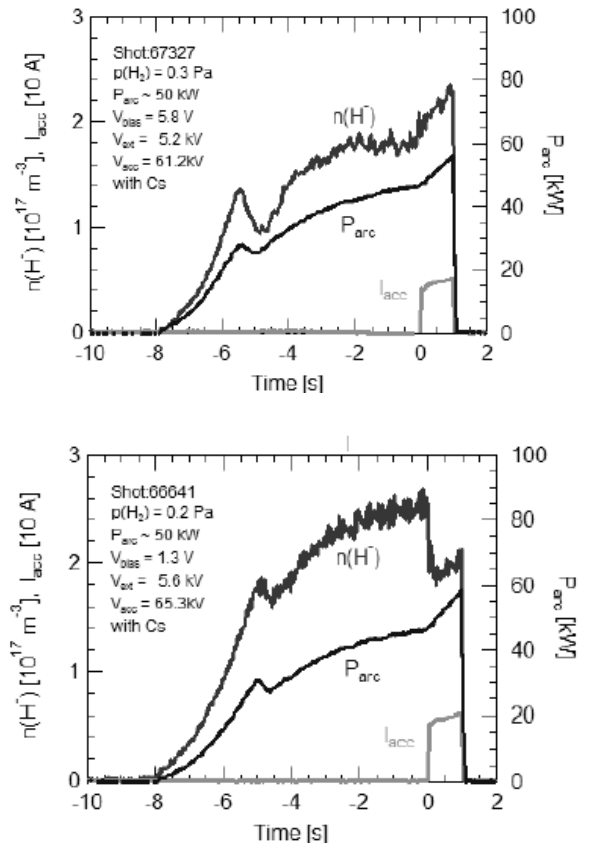 3
2
1
0
n(H⁻) [10¹⁷ m⁻³], I_acc [10 A]
Shot:67327
p(H₂) = 0.3 Pa
P_arc ~ 50 kW
V_bias = 5.8 V
V_ext = 5.2 kV
V_acc = 61.2kV
with Cs
n(H⁻)
P_arc
I_acc
100
80
60
40
20
0
P_arc [kW]
-10 -8 -6 -4 -2 0 2
Time [s]
3
2
1
0
n(H⁻) [10¹⁷ m⁻³], I_acc [10 A]
Shot:66641
p(H₂) = 0.2 Pa
P_arc ~ 50 kW
V_bias = 1.3 V
V_ext = 5.6 kV
V_acc = 65.3kV
with Cs
n(H⁻)
P_arc
I_acc
100
80
60
40
20
0
P_arc [kW]
-10 -8 -6 -4 -2 0 2
Time [s]